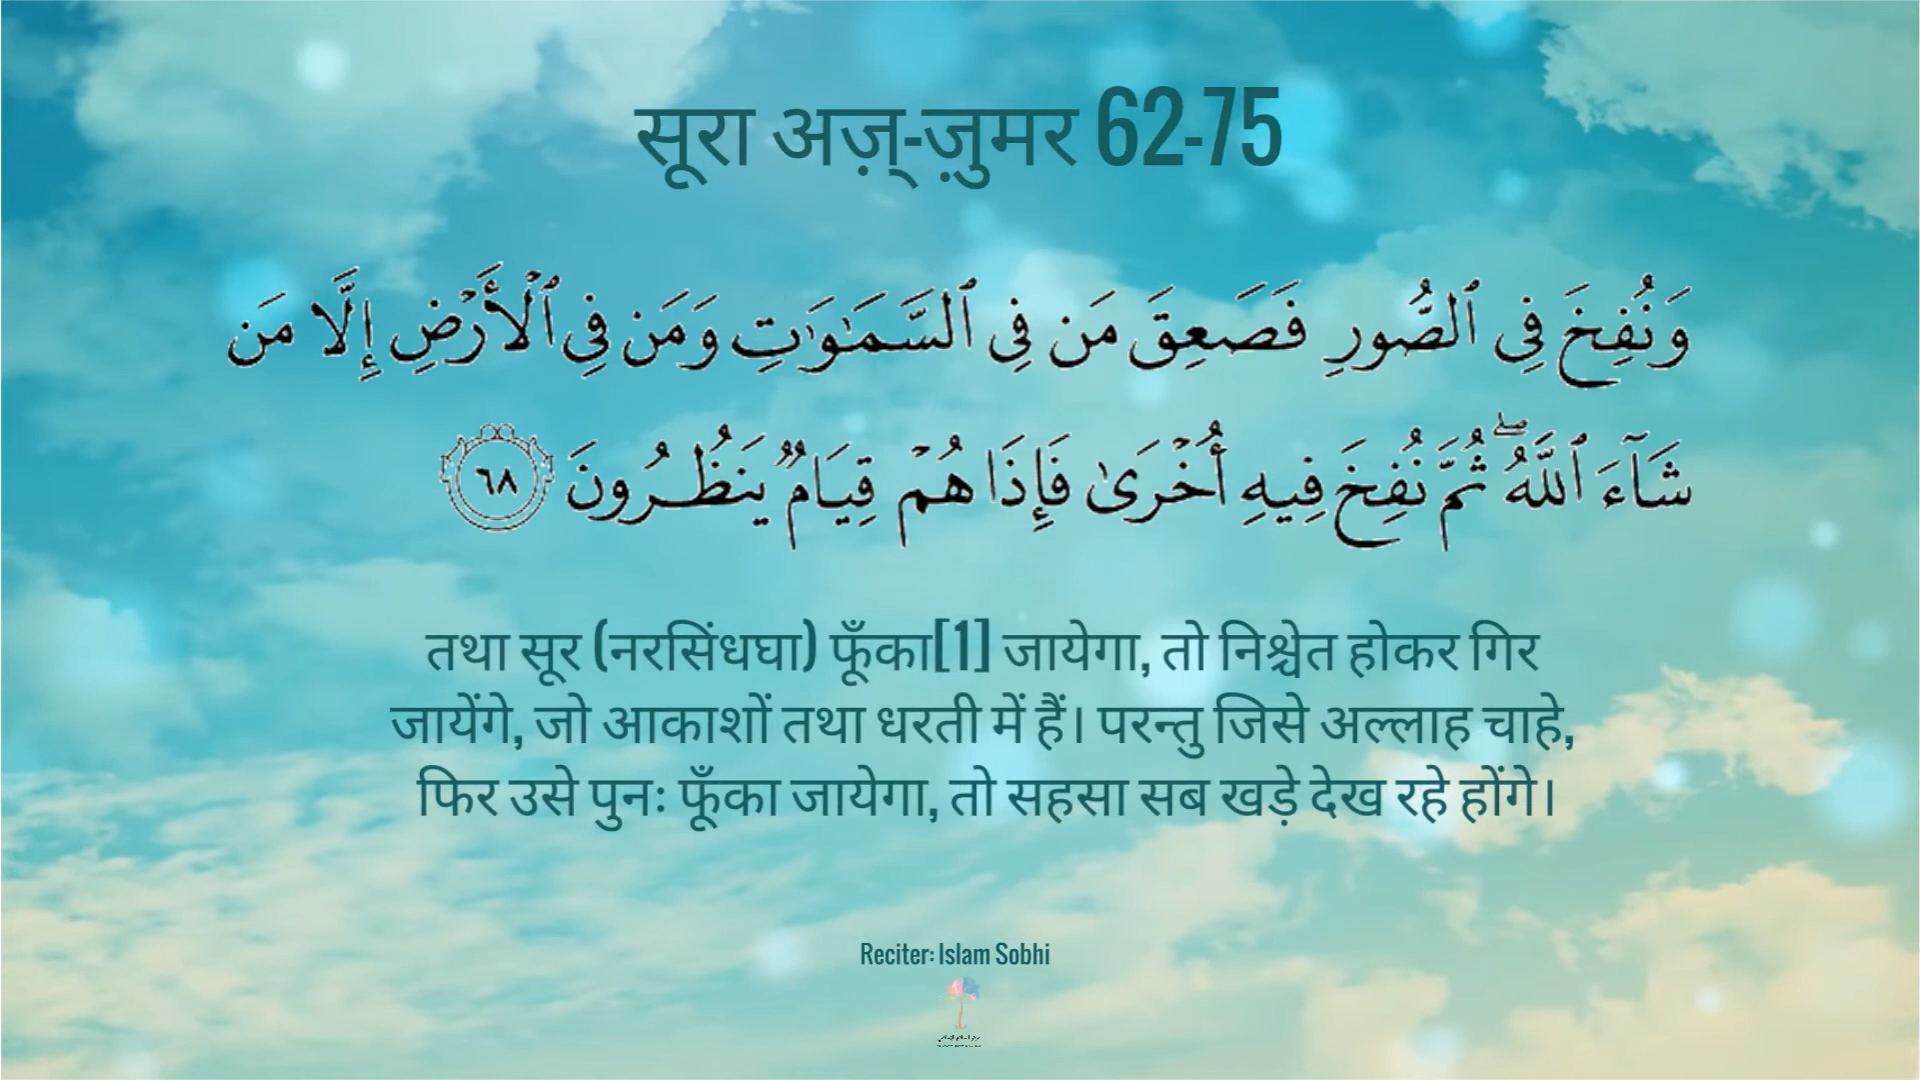 सूरा अज़्-ज़ुमर 62-75
وَنُفِخَ فِى ٱلصُّورِ فَصَعِقَ مَن فِى ٱلسَّمَٰوَٰتِ وَمَن فِى ٱلْأَرْضِ إِلَّا مَن
شَآءَ ٱللَّهُ ۖ ثُمَّ نُفِخَ فِيهِ أُخْرَىٰ فَإِذَا هُمْ قِيَامٌ يَنظُرُونَ ٦٨
तथा सूर (नरसिंधघा) फूँका[1] जायेगा, तो निश्चेत होकर गिर
जायेंगे, जो आकाशों तथा धरती में हैं। परन्तु जिसे अल्लाह चाहे,
फिर उसे पुनः फूँका जायेगा, तो सहसा सब खड़े देख रहे होंगे।
Reciter: Islam Sobhi